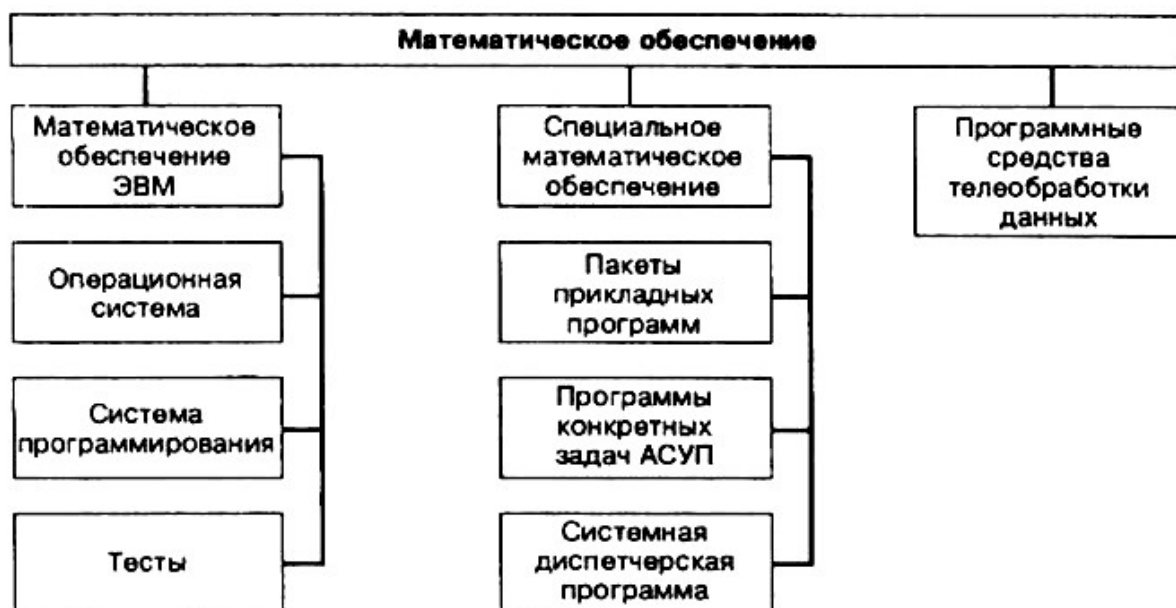 Математическое обеспечение
Математическое
обеспечение
ЭВМ
Операционная
система
Система
программирования
Тесты
Специальное
математическое
обеспечение
Пакеты
прикладных
программ
Программы
конкретных
задач АСУП
Системная
диспетчерская
программа
Программные
средства
телеобработки
данных